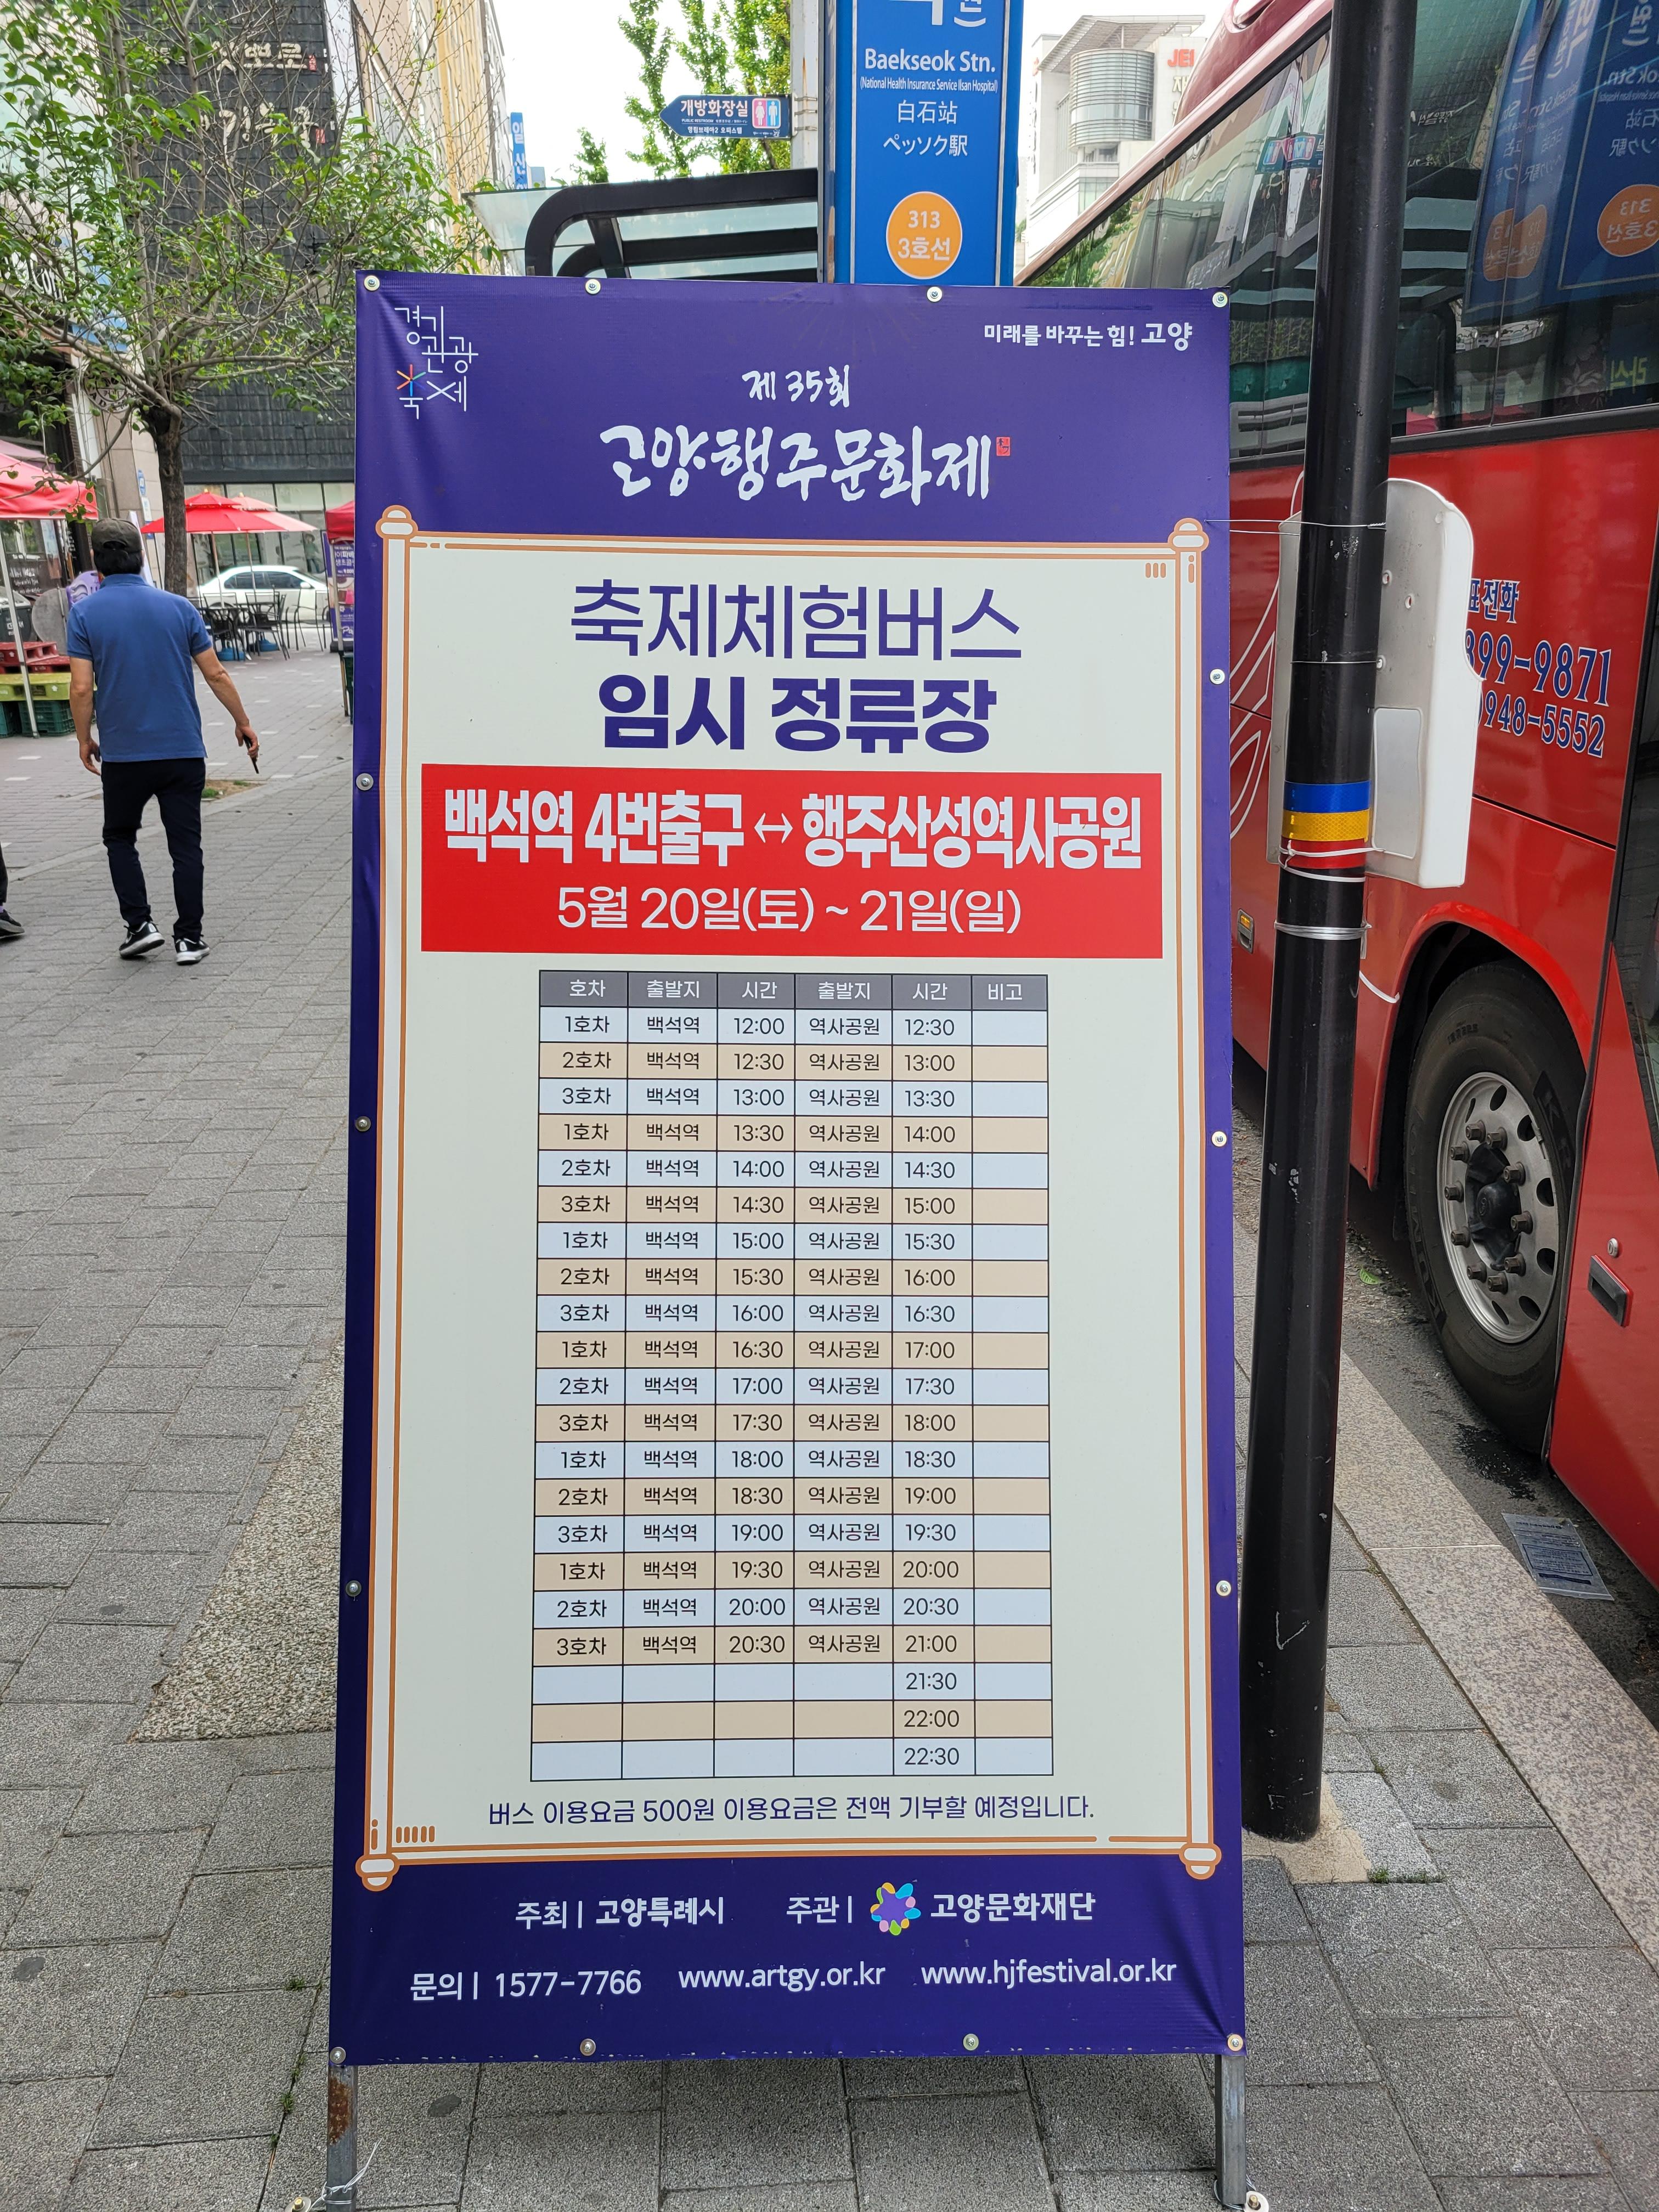 Baekseok Stn.
(National Health Insurance Service Ilsan Hospital)
白石站
ペッソク駅
313
3호선
개방화장실
PUBLIC RESTROOM
JEI
경기
관광
축제
미래를 바꾸는 힘! 고양
제 35회
고양행주문화제
축제체험버스
임시 정류장
백석역 4번출구 ↔ 행주산성역사공원
5월 20일(토) ~ 21일(일)
호차 출발지 시간 출발지 시간 비고
1호차 백석역 12:00 역사공원 12:30
2호차 백석역 12:30 역사공원 13:00
3호차 백석역 13:00 역사공원 13:30
1호차 백석역 13:30 역사공원 14:00
2호차 백석역 14:00 역사공원 14:30
3호차 백석역 14:30 역사공원 15:00
1호차 백석역 15:00 역사공원 15:30
2호차 백석역 15:30 역사공원 16:00
3호차 백석역 16:00 역사공원 16:30
1호차 백석역 16:30 역사공원 17:00
2호차 백석역 17:00 역사공원 17:30
3호차 백석역 17:30 역사공원 18:00
1호차 백석역 18:00 역사공원 18:30
2호차 백석역 18:30 역사공원 19:00
3호차 백석역 19:00 역사공원 19:30
1호차 백석역 19:30 역사공원 20:00
2호차 백석역 20:00 역사공원 20:30
3호차 백석역 20:30 역사공원 21:00
21:30
22:00
22:30
버스 이용요금 500원 이용요금은 전액 기부할 예정입니다.
주최 | 고양특례시 주관 | 고양문화재단
문의 | 1577-7766 www.artgy.or.kr www.hjfestival.or.kr
표전화
899-9871
948-5552